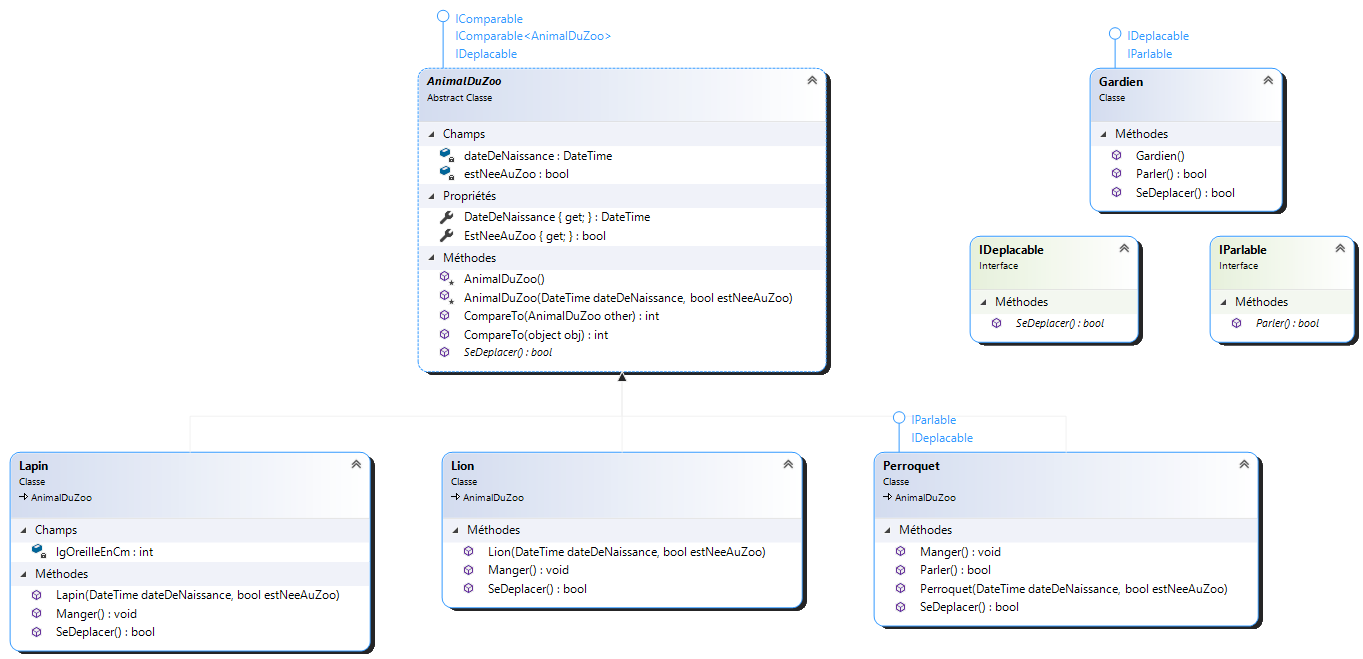 IComparable
IComparable<AnimalDuZoo>
IDeplacable
AnimalDuZoo
Abstract Classe
Champs
dateDeNaissance : DateTime
estNeeAuZoo : bool
Propriétés
DateDeNaissance { get; } : DateTime
EstNeeAuZoo { get; } : bool
Méthodes
AnimalDuZoo()
AnimalDuZoo(DateTime dateDeNaissance, bool estNeeAuZoo)
CompareTo(AnimalDuZoo other) : int
CompareTo(object obj) : int
SeDeplacer() : bool
IDeplacable
IParlable
Gardien
Classe
Méthodes
Gardien()
Parler() : bool
SeDeplacer() : bool
IDeplacable
Interface
Méthodes
SeDeplacer() : bool
IParlable
Interface
Méthodes
Parler() : bool
Lapin
Classe
AnimalDuZoo
Champs
lgOreilleEnCm : int
Méthodes
Lapin(DateTime dateDeNaissance, bool estNeeAuZoo)
Manger() : void
SeDeplacer() : bool
Lion
Classe
AnimalDuZoo
Méthodes
Lion(DateTime dateDeNaissance, bool estNeeAuZoo)
Manger() : void
SeDeplacer() : bool
IParlable
IDeplacable
Perroquet
Classe
AnimalDuZoo
Méthodes
Manger() : void
Parler() : bool
Perroquet(DateTime dateDeNaissance, bool estNeeAuZoo)
SeDeplacer() : bool